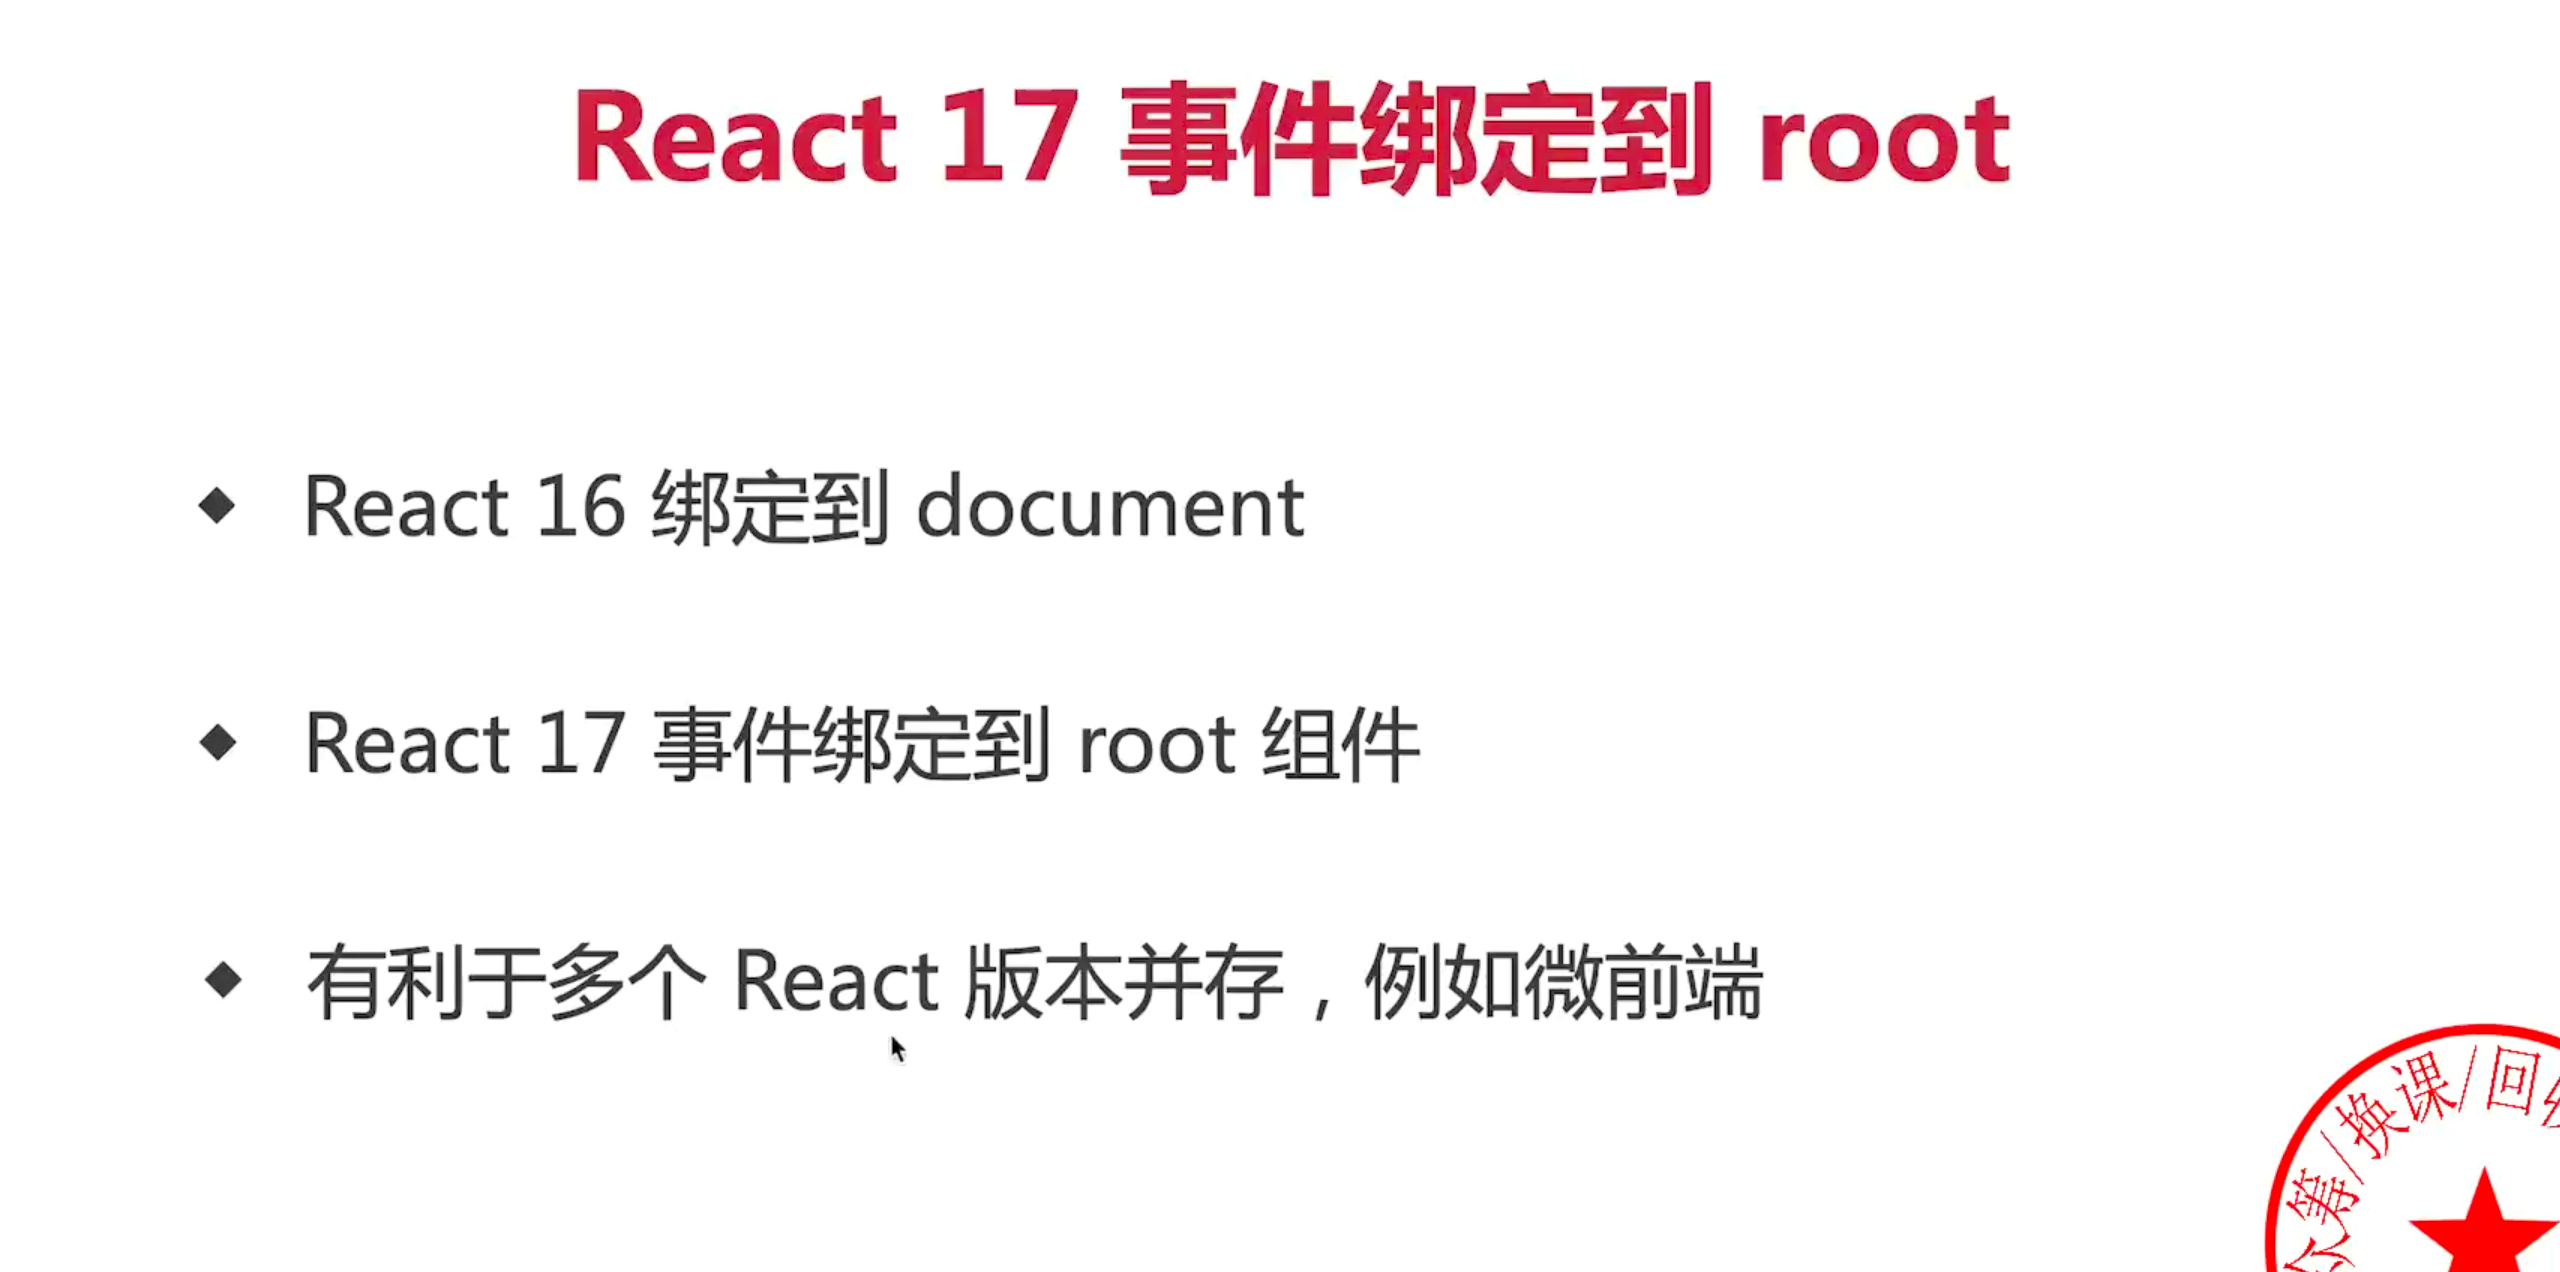 React 17 事件绑定到 root
◆ React 16 绑定到 document
◆ React 17 事件绑定到 root 组件
◆ 有利于多个 React 版本并存，例如微前端
众筹/换课/回